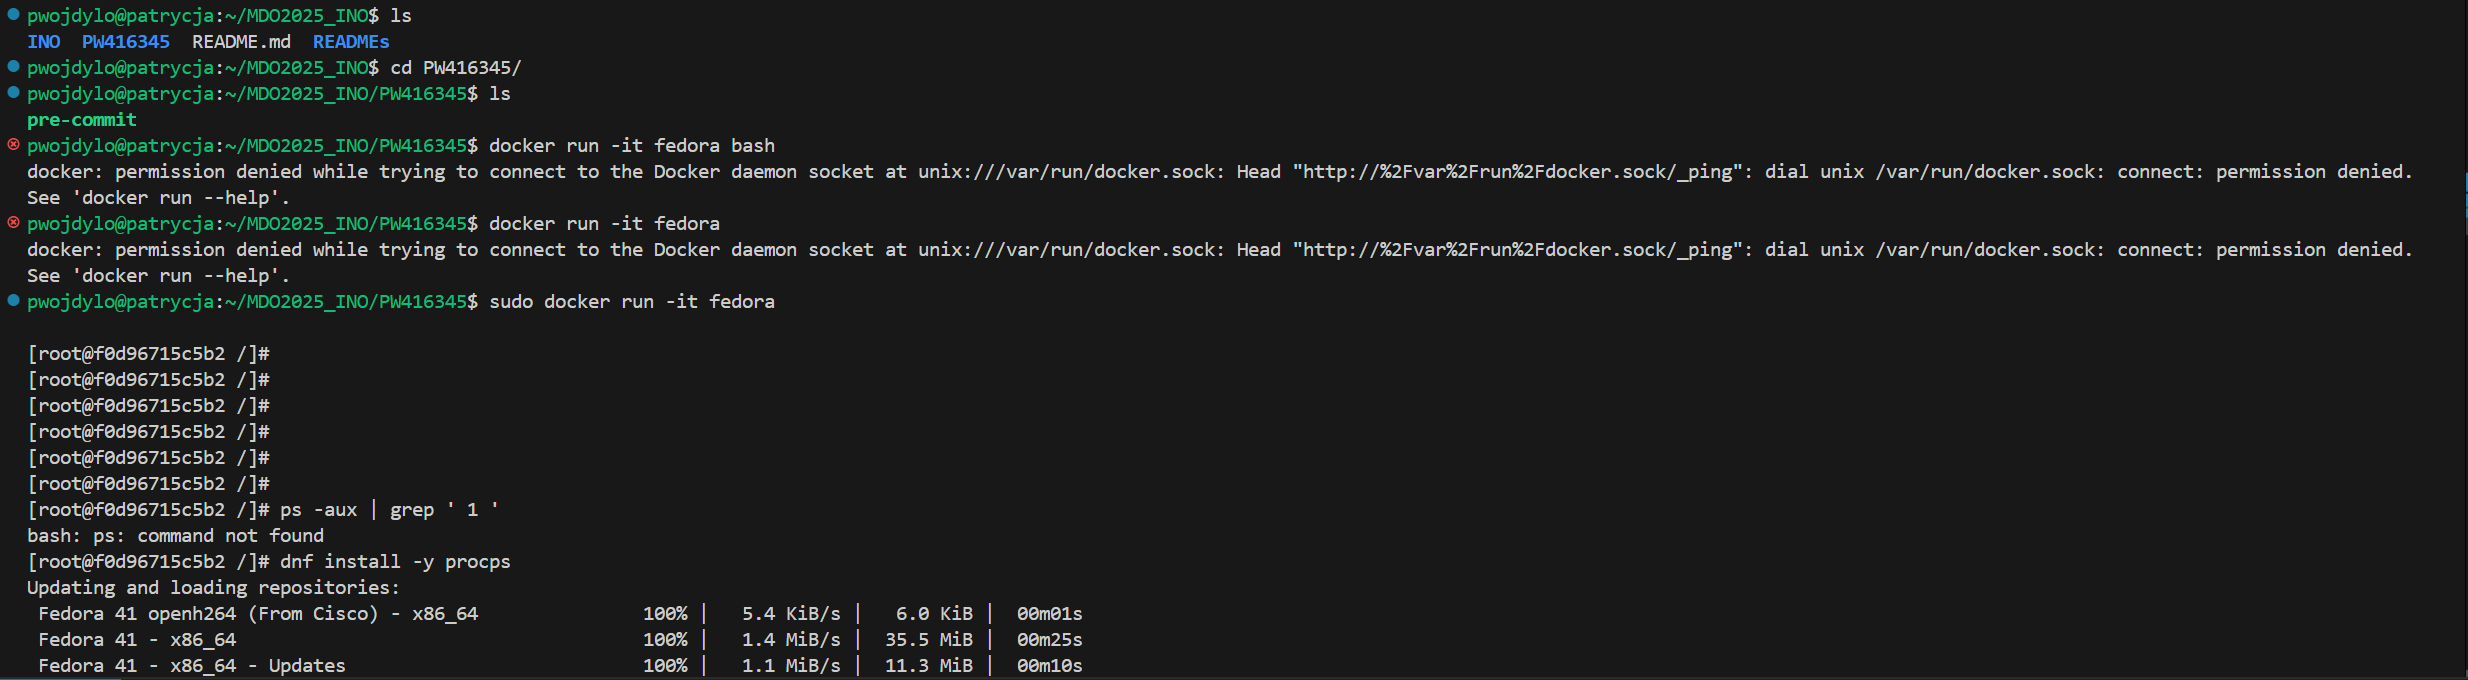 pwojdylo@patrycja:~/MDO2025_INO$ ls
INO  PW416345  README.md  READMEs
pwojdylo@patrycja:~/MDO2025_INO$ cd PW416345/
pwojdylo@patrycja:~/MDO2025_INO/PW416345$ ls
pre-commit
pwojdylo@patrycja:~/MDO2025_INO/PW416345$ docker run -it fedora bash
docker: permission denied while trying to connect to the Docker daemon socket at unix:///var/run/docker.sock: Head "http://%2Fvar%2Frun%2Fdocker.sock/_ping": dial unix /var/run/docker.sock: connect: permission denied.
See 'docker run --help'.
pwojdylo@patrycja:~/MDO2025_INO/PW416345$ docker run -it fedora
docker: permission denied while trying to connect to the Docker daemon socket at unix:///var/run/docker.sock: Head "http://%2Fvar%2Frun%2Fdocker.sock/_ping": dial unix /var/run/docker.sock: connect: permission denied.
See 'docker run --help'.
pwojdylo@patrycja:~/MDO2025_INO/PW416345$ sudo docker run -it fedora
[root@f0d96715c5b2 /]#
[root@f0d96715c5b2 /]#
[root@f0d96715c5b2 /]#
[root@f0d96715c5b2 /]#
[root@f0d96715c5b2 /]#
[root@f0d96715c5b2 /]#
[root@f0d96715c5b2 /]# ps -aux | grep ' 1 '
bash: ps: command not found
[root@f0d96715c5b2 /]# dnf install -y procps
Updating and loading repositories:
 Fedora 41 openh264 (From Cisco) - x86_64               100% |   5.4 KiB/s |   6.0 KiB |  00m01s
 Fedora 41 - x86_64                                     100% |   1.4 MiB/s |  35.5 MiB |  00m25s
 Fedora 41 - x86_64 - Updates                           100% |   1.1 MiB/s |  11.3 MiB |  00m10s